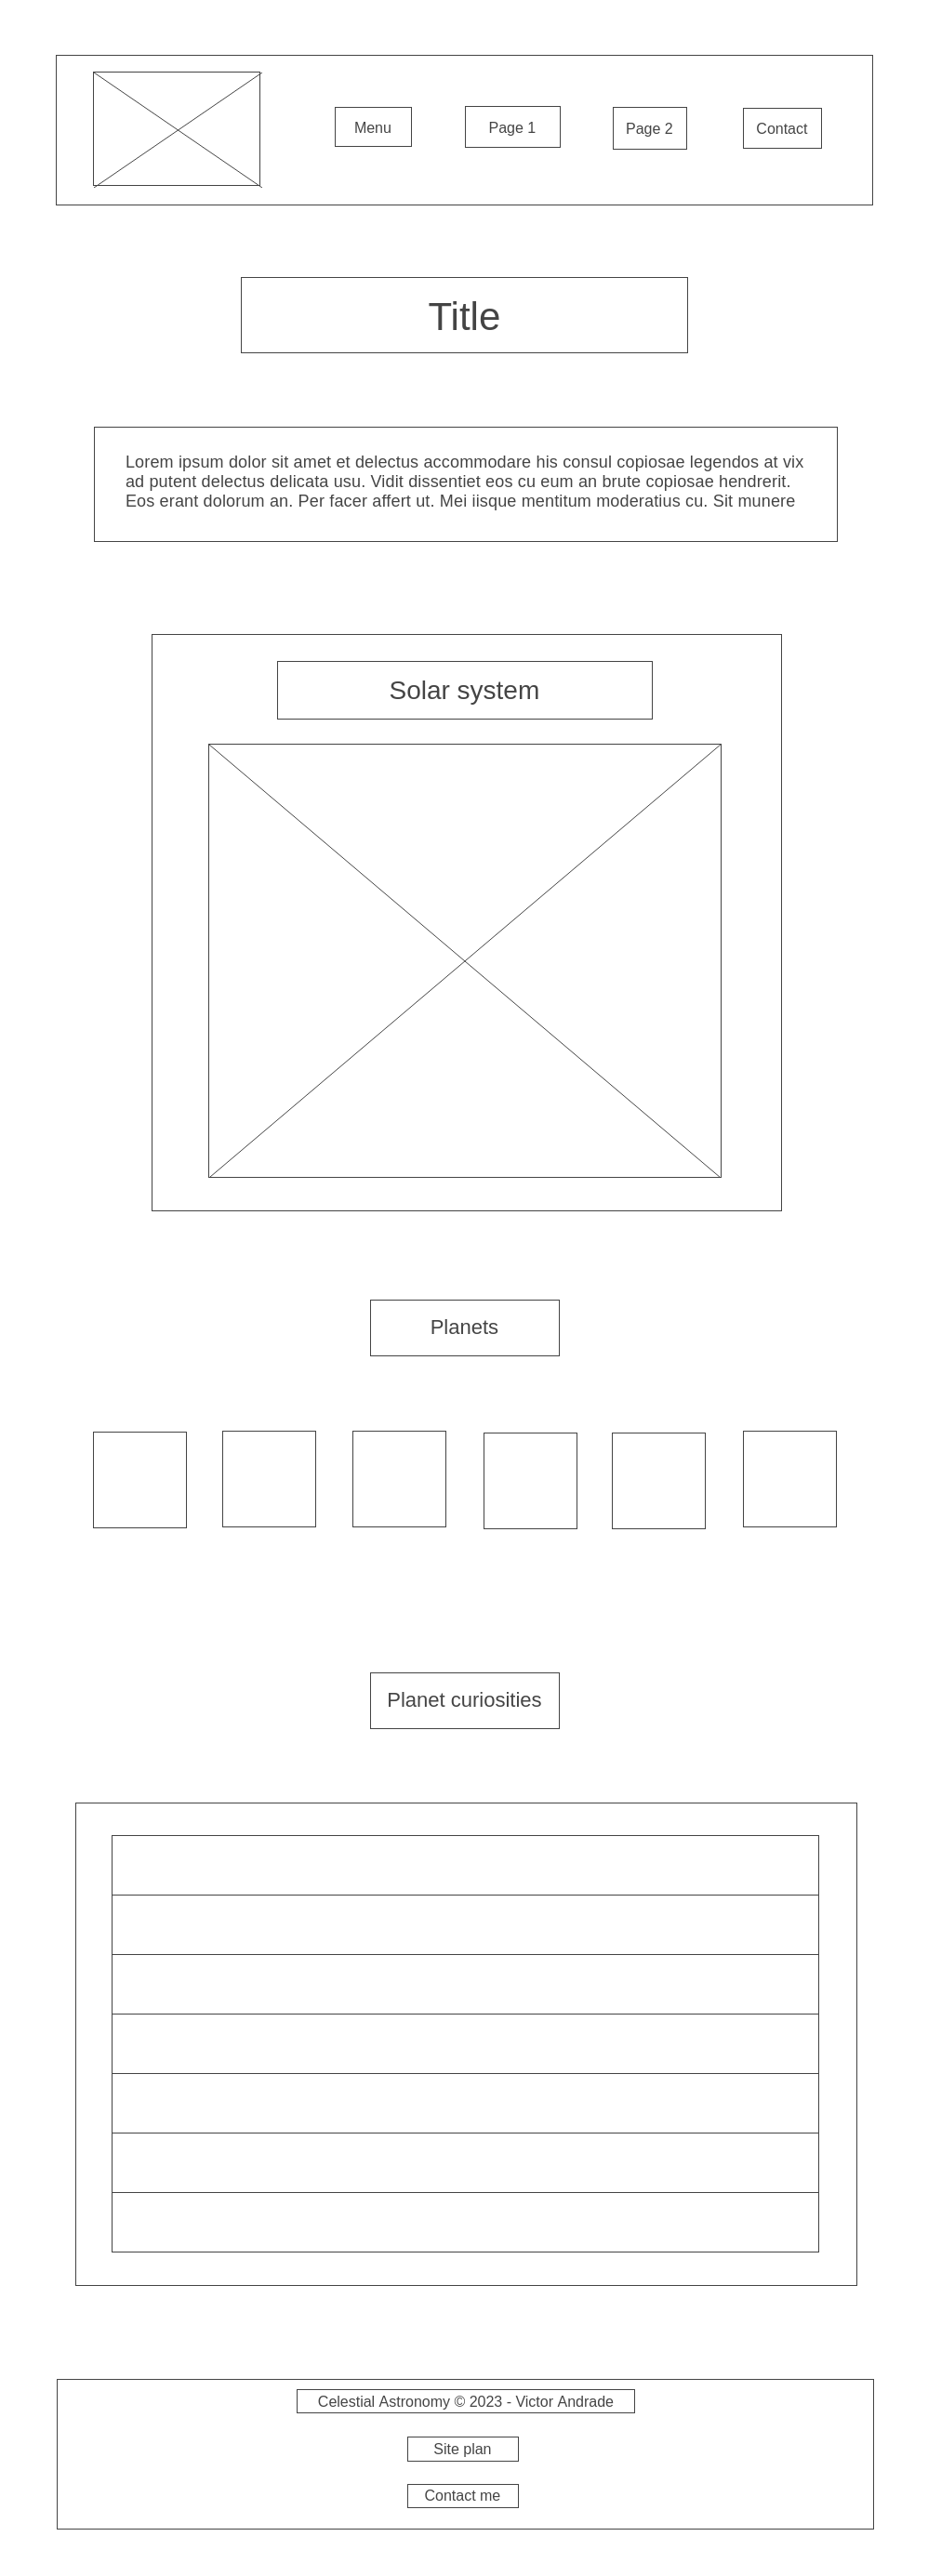 Menu
Page 1
Page 2
Contact
Title
Lorem ipsum dolor sit amet et delectus accommodare his consul copiosae legendos at vix
ad putent delectus delicata usu. Vidit dissentiet eos cu eum an brute copiosae hendrerit.
Eos erant dolorum an. Per facer affert ut. Mei iisque mentitum moderatius cu. Sit munere
Solar system
Planets
Planet curiosities
Celestial Astronomy © 2023 - Victor Andrade
Site plan
Contact me